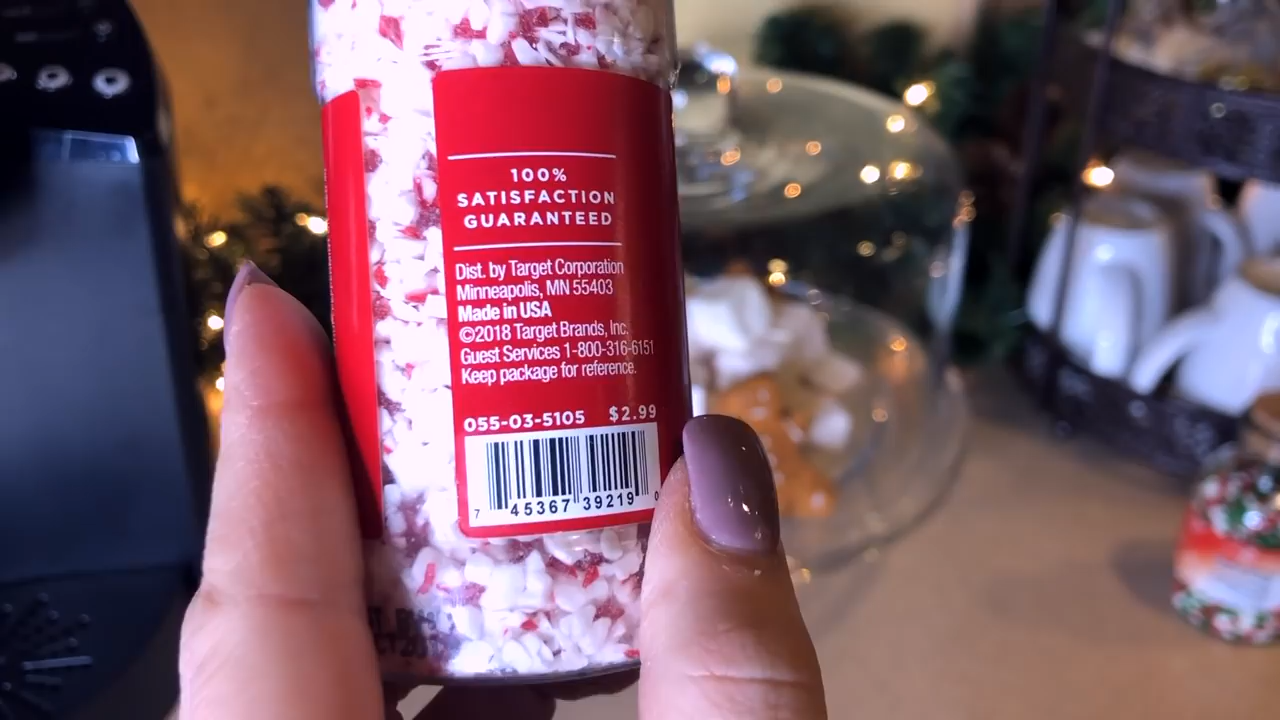 100%
SATISFACTION
GUARANTEED
Dist. by Target Corporation
Minneapolis, MN 55403
Made in USA
©2018 Target Brands, Inc.
Guest Services 1-800-316-6151
Keep package for reference.
055-03-5105 $2.99
7 45367 39219 0